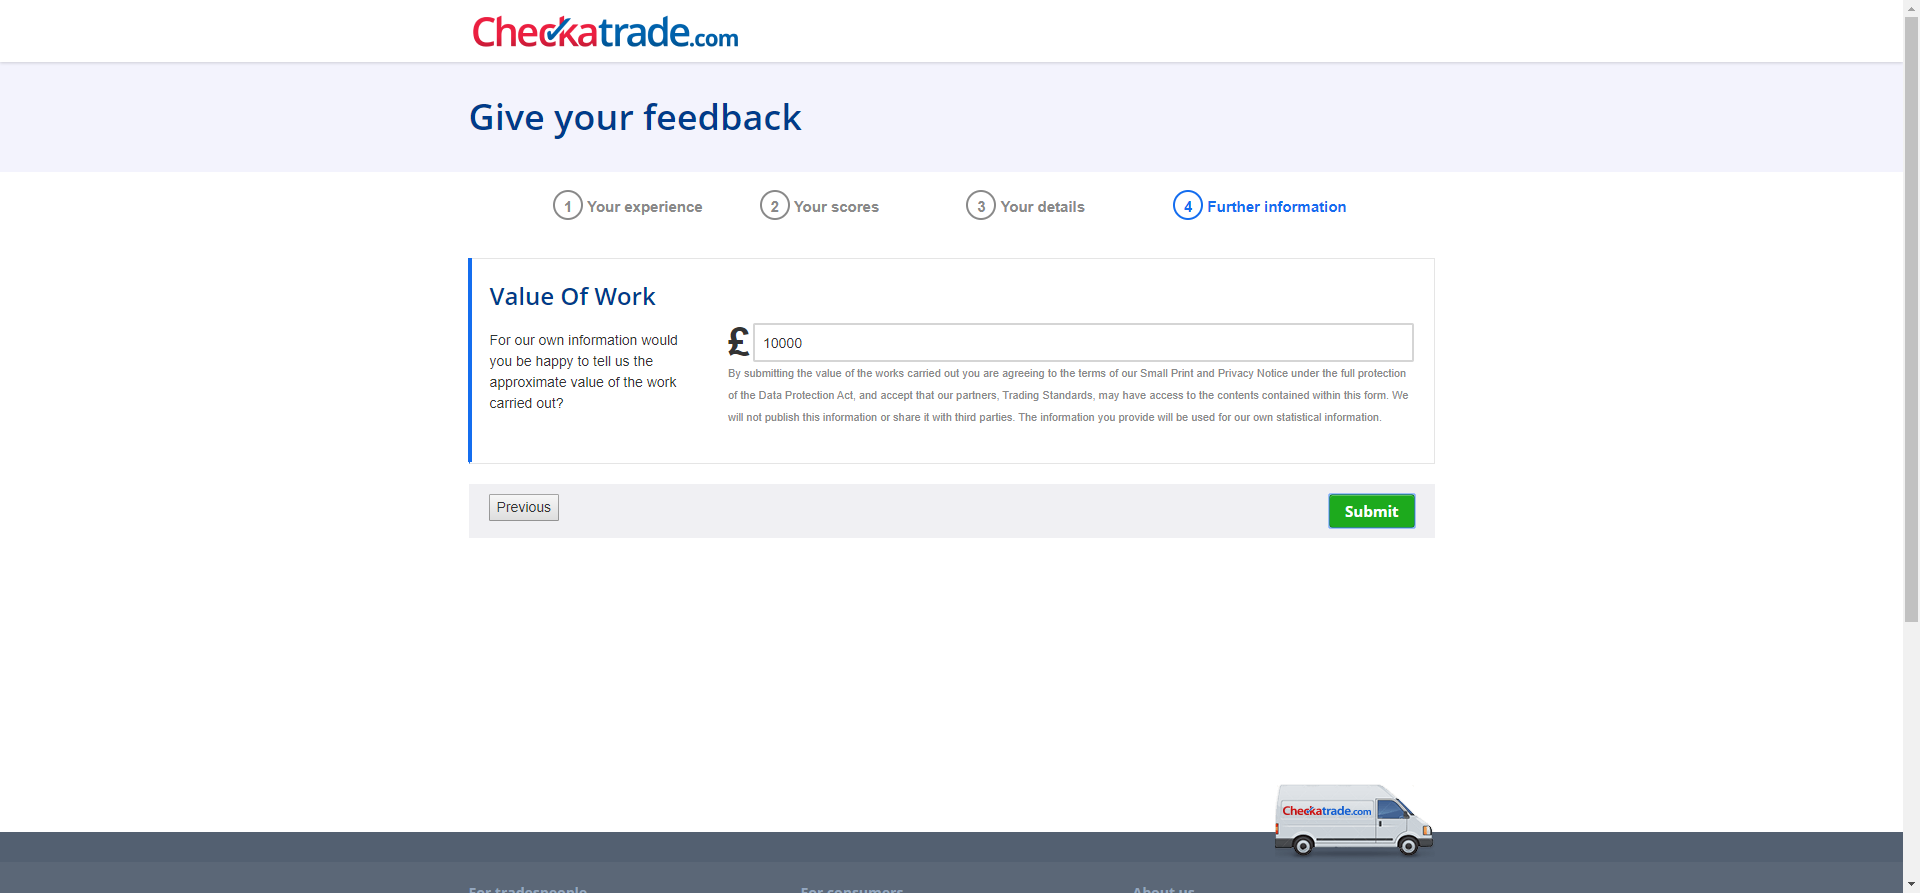 Checkatrade.com
Give your feedback
1 Your experience
2 Your scores
3 Your details
4 Further information
Value Of Work
For our own information would
you be happy to tell us the
approximate value of the work
carried out?
£ 10000
By submitting the value of the works carried out you are agreeing to the terms of our Small Print and Privacy Notice under the full protection
of the Data Protection Act, and accept that our partners, Trading Standards, may have access to the contents contained within this form. We
will not publish this information or share it with third parties. The information you provide will be used for our own statistical information.
Previous
Submit
Checkatrade.com
For tradespeople
For consumers
About us